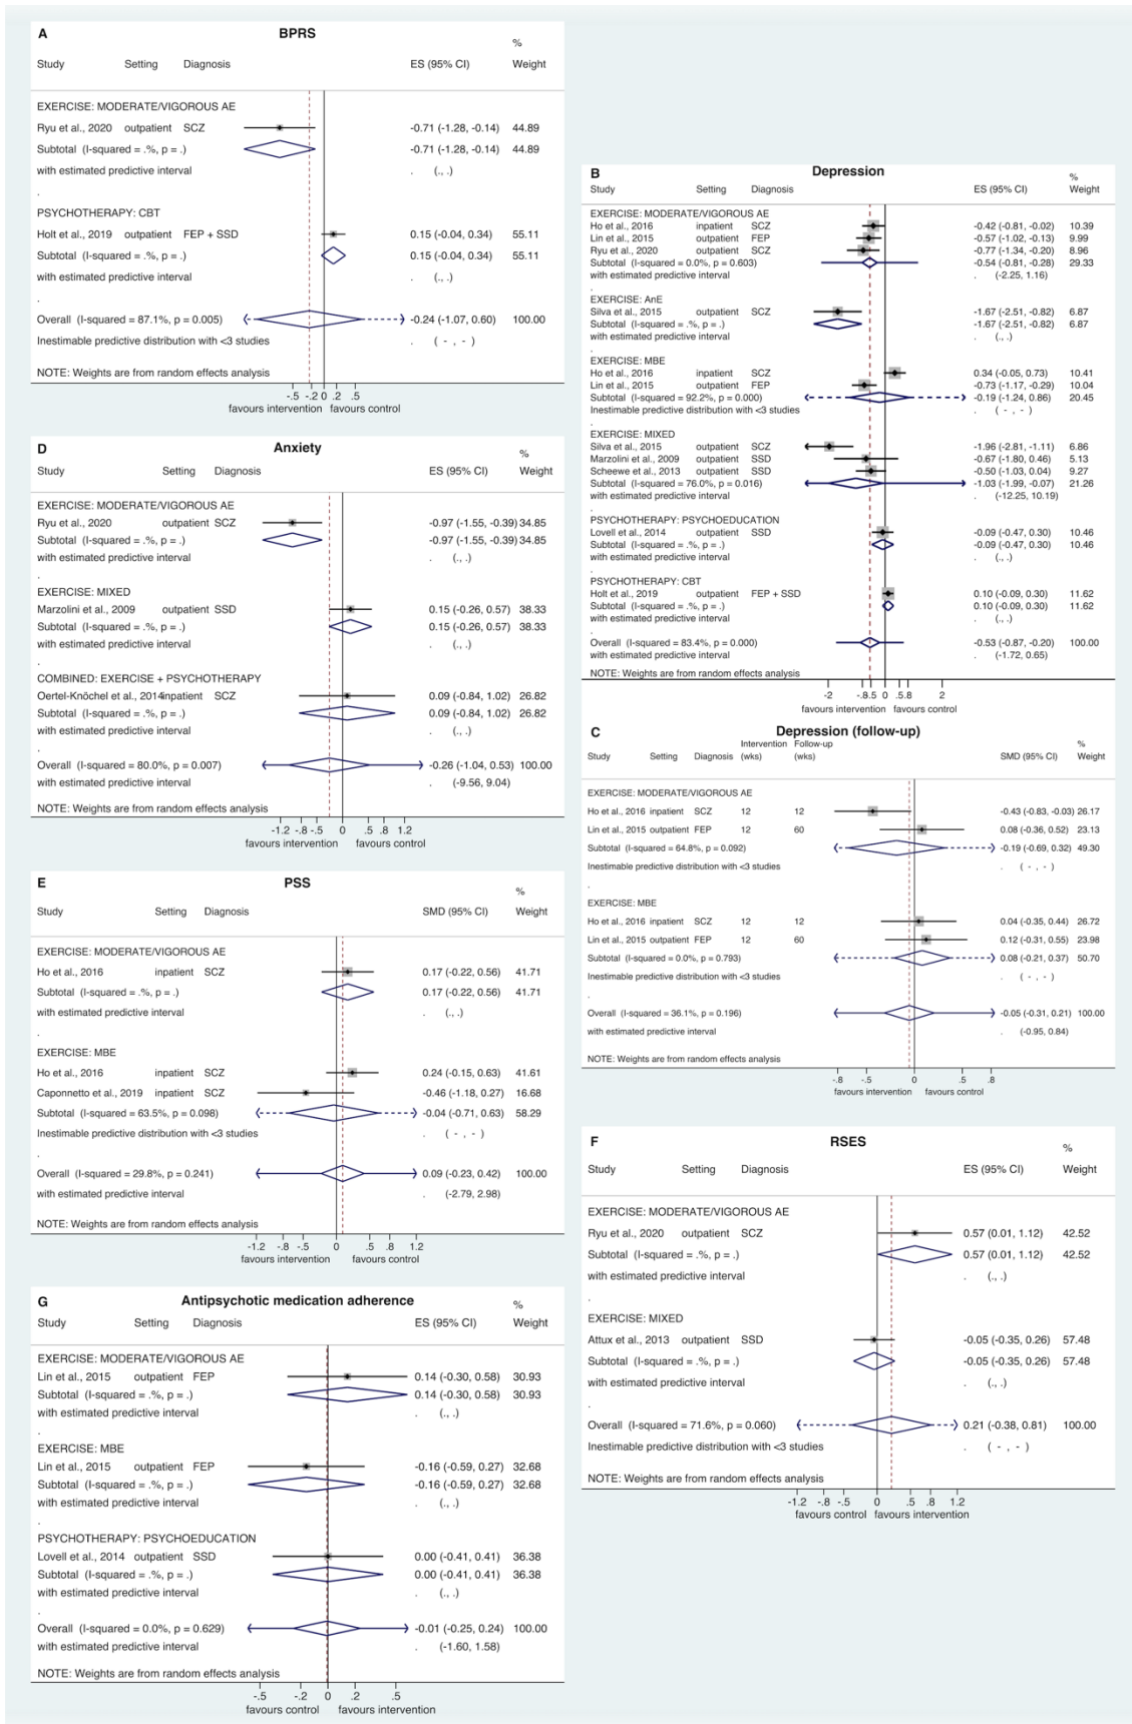 A BPRS
%
Study Setting Diagnosis ES (95% CI) Weight
EXERCISE: MODERATE/VIGOROUS AE
Ryu et al., 2020 outpatient SCZ -0.71 (-1.28, -0.14) 44.89
Subtotal (I-squared = .%, p = .) -0.71 (-1.28, -0.14) 44.89
with estimated predictive interval . (., .)
.
PSYCHOTHERAPY: CBT
Holt et al., 2019 outpatient FEP + SSD 0.15 (-0.04, 0.34) 55.11
Subtotal (I-squared = .%, p = .) 0.15 (-0.04, 0.34) 55.11
with estimated predictive interval . (., .)
.
Overall (I-squared = 87.1%, p = 0.005) -0.24 (-1.07, 0.60) 100.00
Inestimable predictive distribution with <3 studies . ( - , - )
NOTE: Weights are from random effects analysis
-.5 -.2 0 .2 .5
favours intervention favours control
B Depression
%
Study Setting Diagnosis ES (95% CI) Weight
EXERCISE: MODERATE/VIGOROUS AE
Ho et al., 2016 inpatient SCZ -0.42 (-0.81, -0.02) 10.39
Lin et al., 2015 outpatient FEP -0.57 (-1.02, -0.13) 9.99
Ryu et al., 2020 outpatient SCZ -0.77 (-1.34, -0.20) 8.96
Subtotal (I-squared = 0.0%, p = 0.603) -0.54 (-0.81, -0.28) 29.33
with estimated predictive interval . (-2.25, 1.16)
.
EXERCISE: AnE
Silva et al., 2015 outpatient SCZ -1.67 (-2.51, -0.82) 6.87
Subtotal (I-squared = .%, p = .) -1.67 (-2.51, -0.82) 6.87
with estimated predictive interval . (., .)
.
EXERCISE: MBE
Ho et al., 2016 inpatient SCZ 0.34 (-0.05, 0.73) 10.41
Lin et al., 2015 outpatient FEP -0.73 (-1.17, -0.29) 10.04
Subtotal (I-squared = 92.2%, p = 0.000) -0.19 (-1.24, 0.86) 20.45
Inestimable predictive distribution with <3 studies . ( - , - )
.
EXERCISE: MIXED
Silva et al., 2015 outpatient SCZ -1.96 (-2.81, -1.11) 6.86
Marzolini et al., 2009 outpatient SSD -0.67 (-1.80, 0.46) 5.13
Scheewe et al., 2013 outpatient SSD -0.50 (-1.03, 0.04) 9.27
Subtotal (I-squared = 76.0%, p = 0.016) -1.03 (-1.99, -0.07) 21.26
with estimated predictive interval . (-12.25, 10.19)
.
PSYCHOTHERAPY: PSYCHOEDUCATION
Lovell et al., 2014 outpatient SSD -0.09 (-0.47, 0.30) 10.46
Subtotal (I-squared = .%, p = .) -0.09 (-0.47, 0.30) 10.46
with estimated predictive interval . (., .)
.
PSYCHOTHERAPY: CBT
Holt et al., 2019 outpatient FEP + SSD 0.10 (-0.09, 0.30) 11.62
Subtotal (I-squared = .%, p = .) 0.10 (-0.09, 0.30) 11.62
with estimated predictive interval . (., .)
.
Overall (I-squared = 83.4%, p = 0.000) -0.53 (-0.87, -0.20) 100.00
with estimated predictive interval . (-1.72, 0.65)
NOTE: Weights are from random effects analysis
-2 -.8.5 0 .5.8 2
favours intervention favours control
D Anxiety
%
Study Setting Diagnosis ES (95% CI) Weight
EXERCISE: MODERATE/VIGOROUS AE
Ryu et al., 2020 outpatient SCZ -0.97 (-1.55, -0.39) 34.85
Subtotal (I-squared = .%, p = .) -0.97 (-1.55, -0.39) 34.85
with estimated predictive interval . (., .)
.
EXERCISE: MIXED
Marzolini et al., 2009 outpatient SSD 0.15 (-0.26, 0.57) 38.33
Subtotal (I-squared = .%, p = .) 0.15 (-0.26, 0.57) 38.33
with estimated predictive interval . (., .)
.
COMBINED: EXERCISE + PSYCHOTHERAPY
Oertel-Knöchel et al., 2014 inpatient SCZ 0.09 (-0.84, 1.02) 26.82
Subtotal (I-squared = .%, p = .) 0.09 (-0.84, 1.02) 26.82
with estimated predictive interval . (., .)
.
Overall (I-squared = 80.0%, p = 0.007) -0.26 (-1.04, 0.53) 100.00
with estimated predictive interval . (-9.56, 9.04)
NOTE: Weights are from random effects analysis
-1.2 -.8 -.5 0 .5 .8 1.2
favours intervention favours control
C Depression (follow-up)
Intervention Follow-up %
Study Setting Diagnosis (wks) (wks) SMD (95% CI) Weight
EXERCISE: MODERATE/VIGOROUS AE
Ho et al., 2016 inpatient SCZ 12 12 -0.43 (-0.83, -0.03) 26.17
Lin et al., 2015 outpatient FEP 12 60 0.08 (-0.36, 0.52) 23.13
Subtotal (I-squared = 64.8%, p = 0.092) -0.19 (-0.69, 0.32) 49.30
Inestimable predictive distribution with <3 studies . ( - , - )
.
EXERCISE: MBE
Ho et al., 2016 inpatient SCZ 12 12 0.04 (-0.35, 0.44) 26.72
Lin et al., 2015 outpatient FEP 12 60 0.12 (-0.31, 0.55) 23.98
Subtotal (I-squared = 0.0%, p = 0.793) 0.08 (-0.21, 0.37) 50.70
Inestimable predictive distribution with <3 studies . ( - , - )
.
Overall (I-squared = 36.1%, p = 0.196) -0.05 (-0.31, 0.21) 100.00
with estimated predictive interval . (-0.95, 0.84)
NOTE: Weights are from random effects analysis
-.8 -.5 0 .5 .8
favours intervention favours control
E PSS
%
Study Setting Diagnosis SMD (95% CI) Weight
EXERCISE: MODERATE/VIGOROUS AE
Ho et al., 2016 inpatient SCZ 0.17 (-0.22, 0.56) 41.71
Subtotal (I-squared = .%, p = .) 0.17 (-0.22, 0.56) 41.71
with estimated predictive interval . (., .)
.
EXERCISE: MBE
Ho et al., 2016 inpatient SCZ 0.24 (-0.15, 0.63) 41.61
Caponnetto et al., 2019 inpatient SCZ -0.46 (-1.18, 0.27) 16.68
Subtotal (I-squared = 63.5%, p = 0.098) -0.04 (-0.71, 0.63) 58.29
Inestimable predictive distribution with <3 studies . ( - , - )
.
Overall (I-squared = 29.8%, p = 0.241) 0.09 (-0.23, 0.42) 100.00
with estimated predictive interval . (-2.79, 2.98)
NOTE: Weights are from random effects analysis
-1.2 -.8 -.5 0 .5 .8 1.2
favours intervention favours control
F RSES
%
Study Setting Diagnosis ES (95% CI) Weight
EXERCISE: MODERATE/VIGOROUS AE
Ryu et al., 2020 outpatient SCZ 0.57 (0.01, 1.12) 42.52
Subtotal (I-squared = .%, p = .) 0.57 (0.01, 1.12) 42.52
with estimated predictive interval . (., .)
.
EXERCISE: MIXED
Attux et al., 2013 outpatient SSD -0.05 (-0.35, 0.26) 57.48
Subtotal (I-squared = .%, p = .) -0.05 (-0.35, 0.26) 57.48
with estimated predictive interval . (., .)
.
Overall (I-squared = 71.6%, p = 0.060) 0.21 (-0.38, 0.81) 100.00
Inestimable predictive distribution with <3 studies . ( - , - )
NOTE: Weights are from random effects analysis
-1.2 -.8 -.5 0 .5 .8 1.2
favours control favours intervention
G Antipsychotic medication adherence
%
Study Setting Diagnosis ES (95% CI) Weight
EXERCISE: MODERATE/VIGOROUS AE
Lin et al., 2015 outpatient FEP 0.14 (-0.30, 0.58) 30.93
Subtotal (I-squared = .%, p = .) 0.14 (-0.30, 0.58) 30.93
with estimated predictive interval . (., .)
.
EXERCISE: MBE
Lin et al., 2015 outpatient FEP -0.16 (-0.59, 0.27) 32.68
Subtotal (I-squared = .%, p = .) -0.16 (-0.59, 0.27) 32.68
with estimated predictive interval . (., .)
.
PSYCHOTHERAPY: PSYCHOEDUCATION
Lovell et al., 2014 outpatient SSD 0.00 (-0.41, 0.41) 36.38
Subtotal (I-squared = .%, p = .) 0.00 (-0.41, 0.41) 36.38
with estimated predictive interval . (., .)
.
Overall (I-squared = 0.0%, p = 0.629) -0.01 (-0.25, 0.24) 100.00
with estimated predictive interval . (-1.60, 1.58)
NOTE: Weights are from random effects analysis
-.5 -.2 0 .2 .5
favours control favours intervention